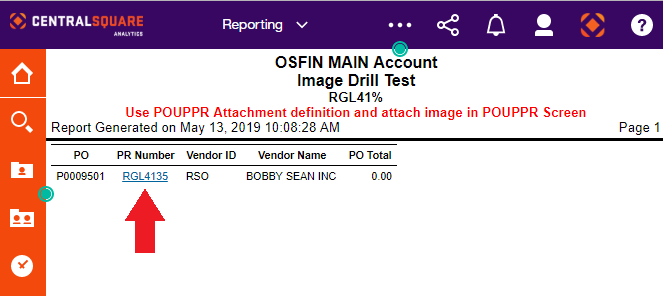 CENTRALSQUARE
ANALYTICS
Reporting
OSFIN MAIN Account
Image Drill Test
RGL41%
Use POUPPR Attachment definition and attach image in POUPPR Screen
Report Generated on May 13, 2019 10:08:28 AM Page 1
PO PR Number Vendor ID Vendor Name PO Total
P0009501 RGL4135 RSO BOBBY SEAN INC 0.00